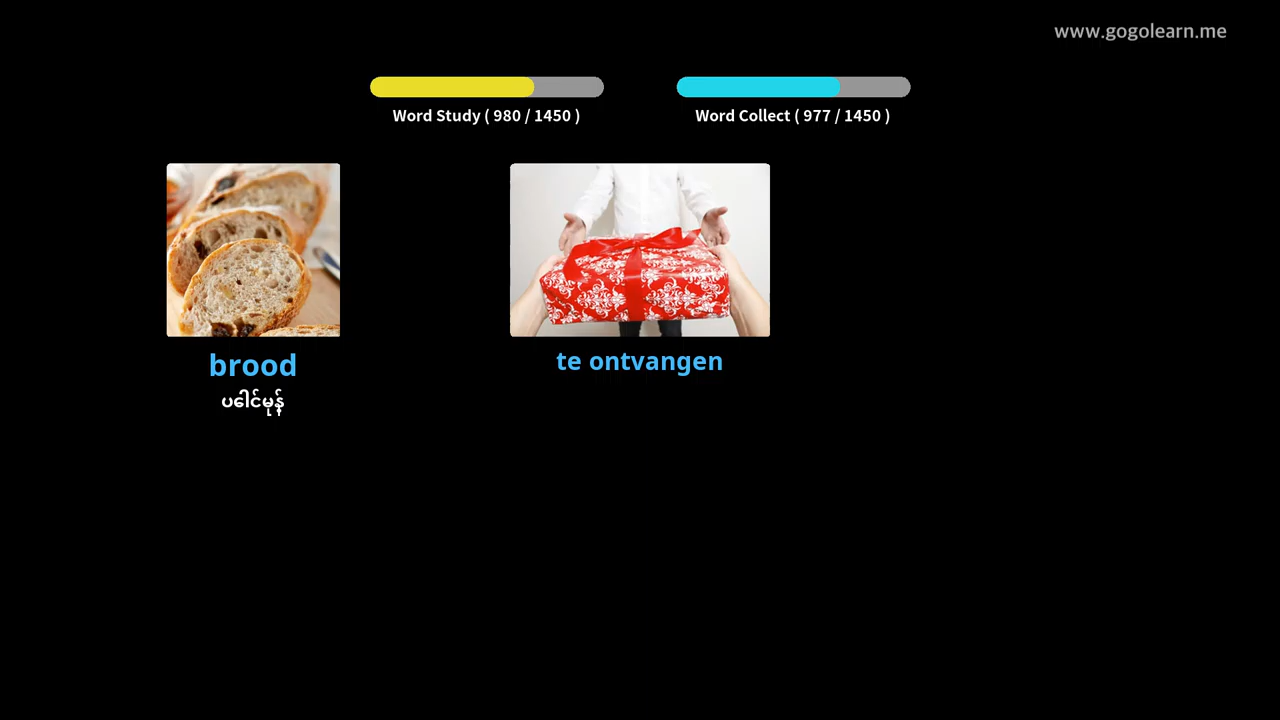 www.gogolearn.me
Word Study ( 980 / 1450 )
Word Collect ( 977 / 1450 )
brood
ပေါင်မုန့်
te ontvangen